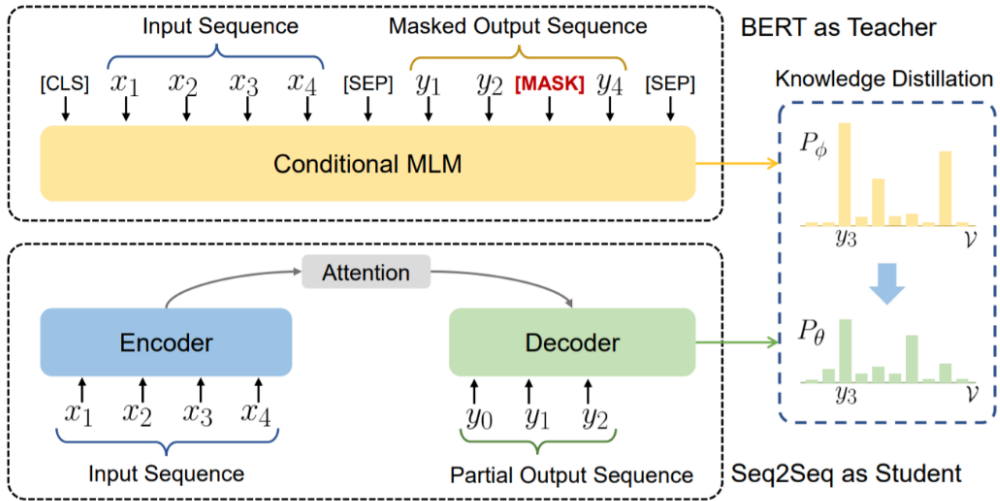 Input Sequence
Masked Output Sequence
BERT as Teacher
[CLS] x₁ x₂ x₃ x₄ [SEP] y₁ y₂ [MASK] y₄ [SEP]
Conditional MLM
Knowledge Distillation
P_ϕ
y₃
𝒱
Attention
Encoder
Decoder
P_θ
y₃
𝒱
x₁ x₂ x₃ x₄
y₀ y₁ y₂
Input Sequence
Partial Output Sequence
Seq2Seq as Student